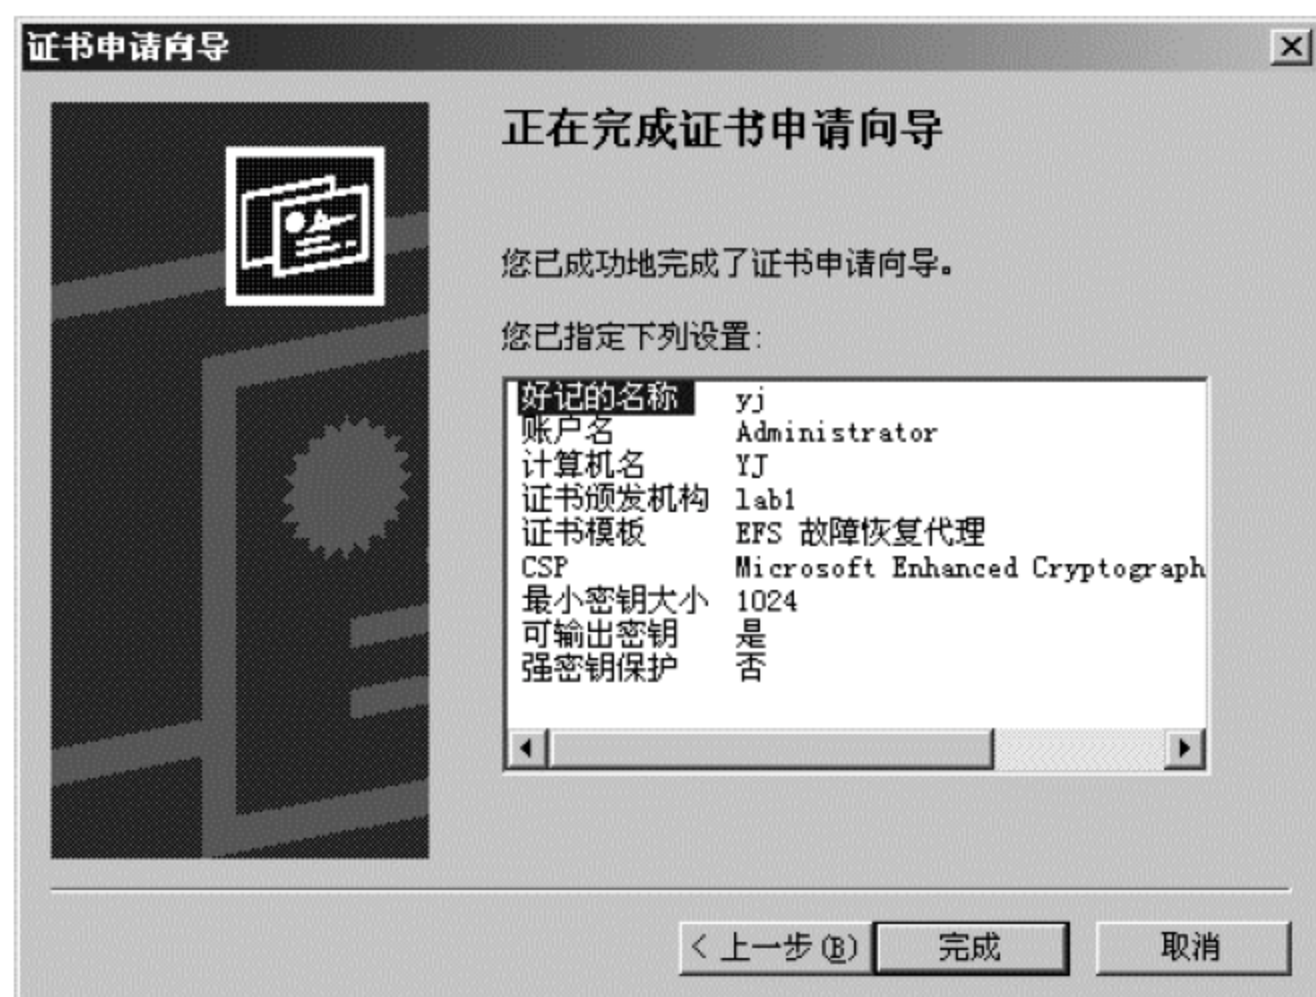 证书申请向导
正在完成证书申请向导
您已成功地完成了证书申请向导。
您已指定下列设置:
好记的名称 yj
账户名 Administrator
计算机名 YJ
证书颁发机构 lab1
证书模板 EFS 故障恢复代理
CSP Microsoft Enhanced Cryptograph
最小密钥大小 1024
可输出密钥 是
强密钥保护 否
< 上一步(B) 完成 取消